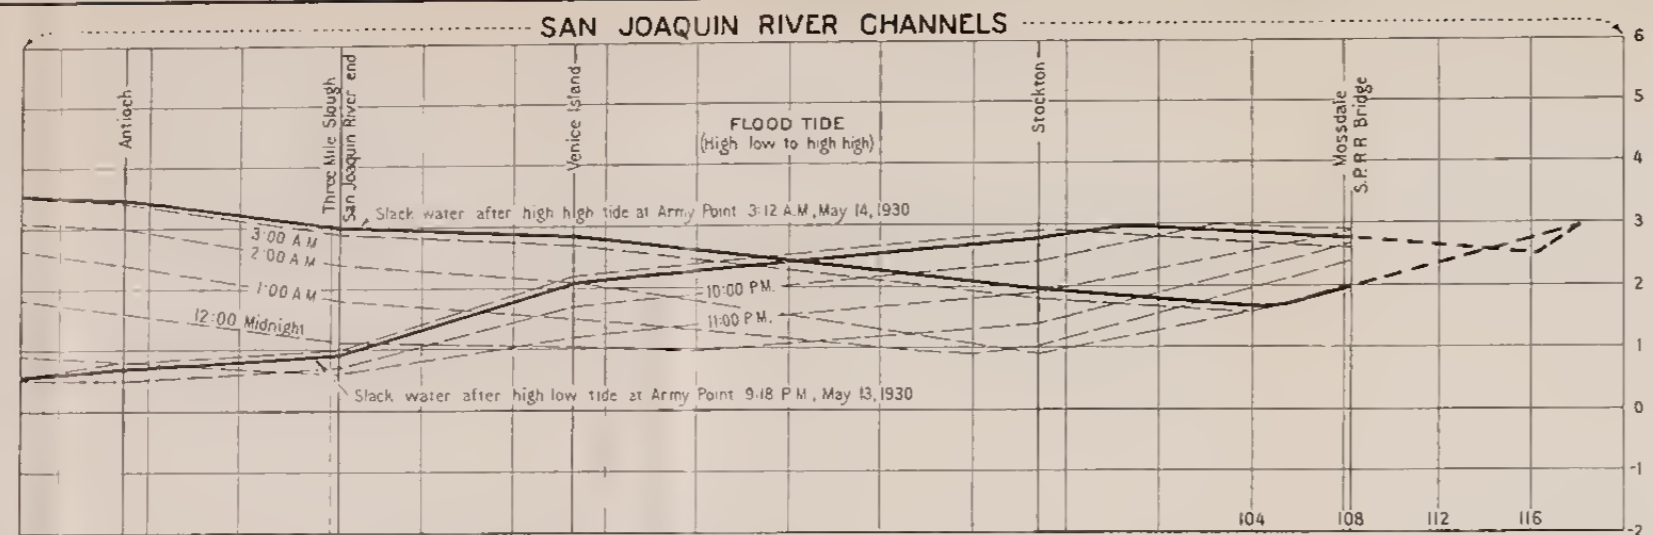 SAN JOAQUIN RIVER CHANNELS
6
5
4
3
2
1
0
-1
-2
Antioch
Three Mile Slough
San Joaquin River end
Venice Island
FLOOD TIDE
(High low to high high)
Stockton
Mossdale
S.P.R.R Bridge
Slack water after high high tide at Army Point 3:12 A.M., May 14, 1930
3:00 A M
2:00 A M
1:00 A M
12:00 Midnight
10:00 PM.
11:00 P.M.
Slack water after high low tide at Army Point 9:18 P M, May 13, 1930
104 108 112 116